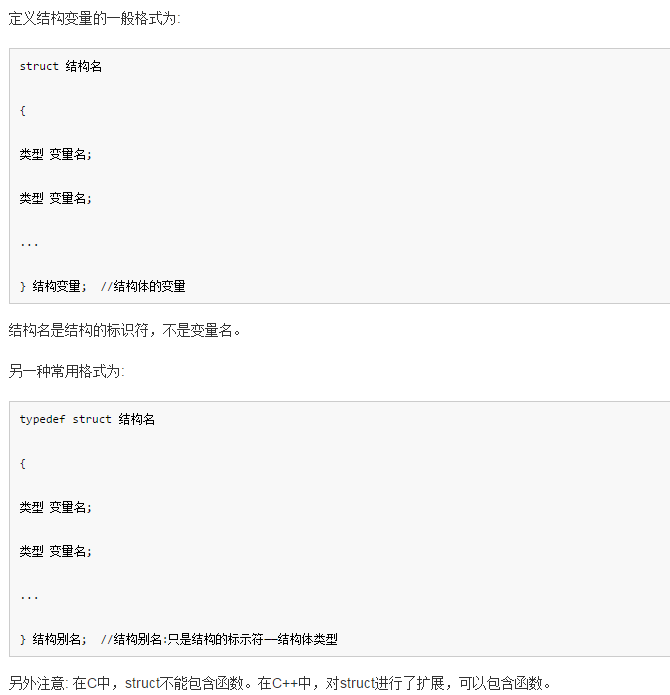 定义结构变量的一般格式为:
struct 结构名
{
类型 变量名;
类型 变量名;
...
} 结构变量; //结构体的变量
结构名是结构的标识符，不是变量名。
另一种常用格式为:
typedef struct 结构名
{
类型 变量名;
类型 变量名;
...
} 结构别名; //结构别名:只是结构的标示符——结构体类型
另外注意: 在C中，struct不能包含函数。在C++中，对struct进行了扩展，可以包含函数。